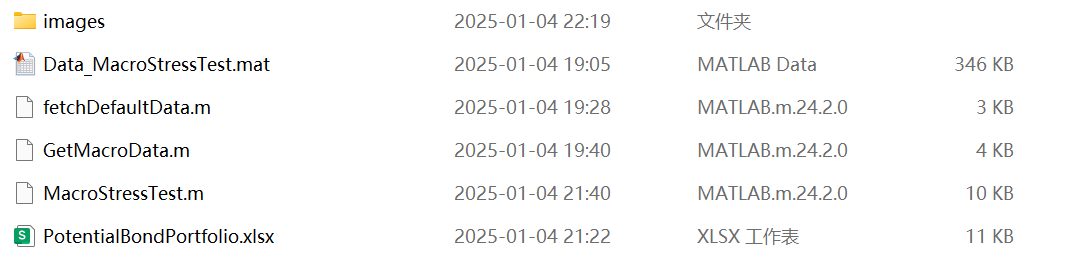 images 2025-01-04 22:19 文件夹
Data_MacroStressTest.mat 2025-01-04 19:05 MATLAB Data 346 KB
fetchDefaultData.m 2025-01-04 19:28 MATLAB.m.24.2.0 3 KB
GetMacroData.m 2025-01-04 19:40 MATLAB.m.24.2.0 4 KB
MacroStressTest.m 2025-01-04 21:40 MATLAB.m.24.2.0 10 KB
S PotentialBondPortfolio.xlsx 2025-01-04 21:22 XLSX 工作表 11 KB